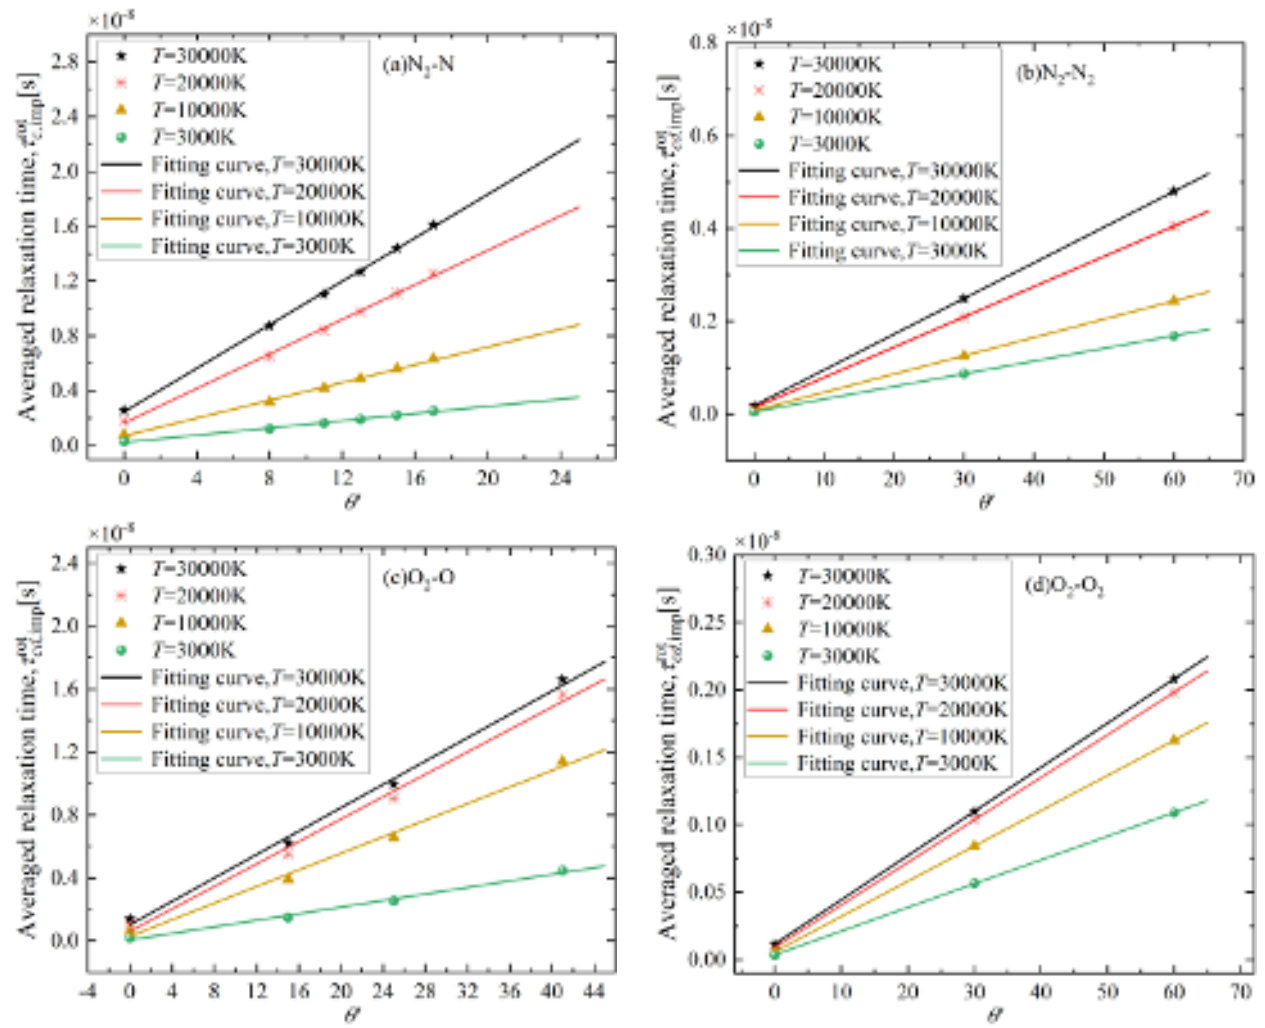 ×10⁻⁸
T=30000K
T=20000K
T=10000K
T=3000K
Fitting curve,T=30000K
Fitting curve,T=20000K
Fitting curve,T=10000K
Fitting curve,T=3000K
(a)N₂-N
Averaged relaxation time, τ^rot_c,imp[s]
2.8
2.4
2.0
1.6
1.2
0.8
0.4
0.0
0 4 8 12 16 20 24
θ'
×10⁻⁸
T=30000K
T=20000K
T=10000K
T=3000K
Fitting curve,T=30000K
Fitting curve,T=20000K
Fitting curve,T=10000K
Fitting curve,T=3000K
(b)N₂-N₂
Averaged relaxation time, τ^rot_cd,imp[s]
0.8
0.6
0.4
0.2
0.0
0 10 20 30 40 50 60 70
θ'
×10⁻⁸
T=30000K
T=20000K
T=10000K
T=3000K
Fitting curve,T=30000K
Fitting curve,T=20000K
Fitting curve,T=10000K
Fitting curve,T=3000K
(c)O₂-O
Averaged relaxation time, τ^rot_cd,imp[s]
2.4
2.0
1.6
1.2
0.8
0.4
0.0
-4 0 4 8 12 16 20 24 28 32 36 40 44
θ'
×10⁻⁸
T=30000K
T=20000K
T=10000K
T=3000K
Fitting curve,T=30000K
Fitting curve,T=20000K
Fitting curve,T=10000K
Fitting curve,T=3000K
(d)O₂-O₂
Averaged relaxation time, τ^rot_cd,imp[s]
0.30
0.25
0.20
0.15
0.10
0.05
0.00
0 10 20 30 40 50 60 70
θ'